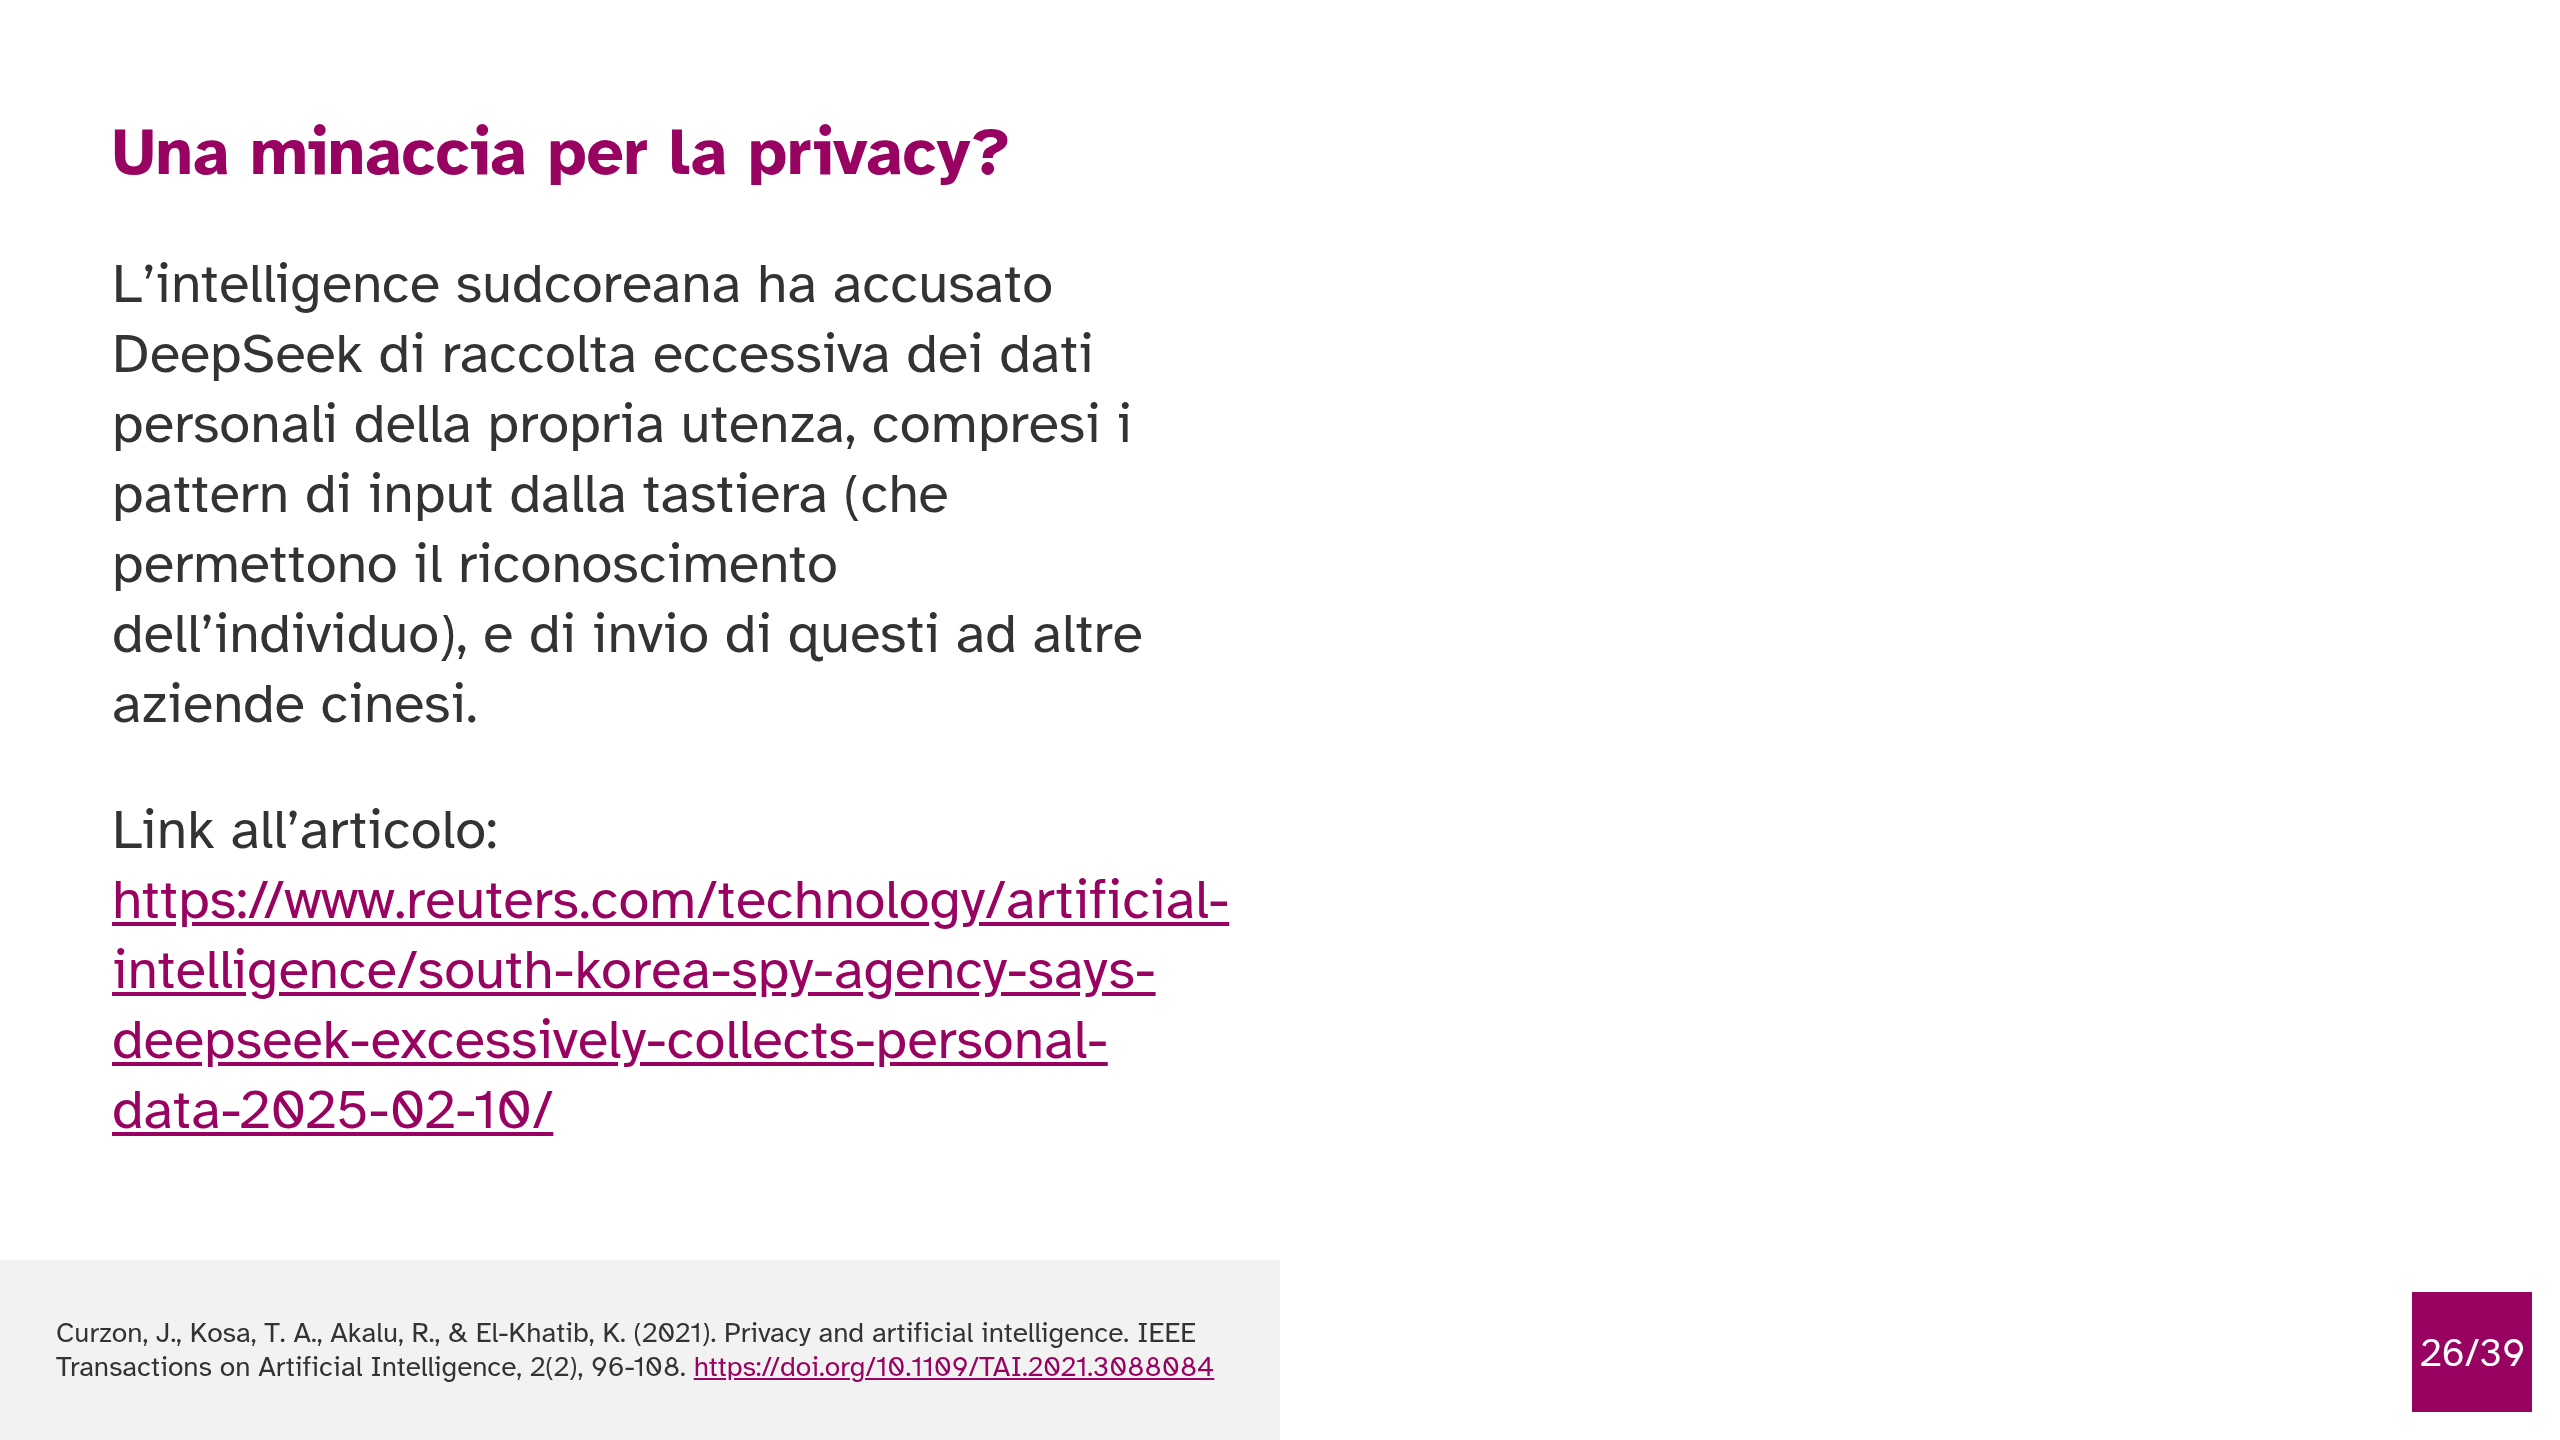 Una minaccia per la privacy?
L’intelligence sudcoreana ha accusato
DeepSeek di raccolta eccessiva dei dati
personali della propria utenza, compresi i
pattern di input dalla tastiera (che
permettono il riconoscimento
dell’individuo), e di invio di questi ad altre
aziende cinesi.
Link all’articolo:
https://www.reuters.com/technology/artificial-
intelligence/south-korea-spy-agency-says-
deepseek-excessively-collects-personal-
data-2025-02-10/
Curzon, J., Kosa, T. A., Akalu, R., & El-Khatib, K. (2021). Privacy and artificial intelligence. IEEE
Transactions on Artificial Intelligence, 2(2), 96-108. https://doi.org/10.1109/TAI.2021.3088084
26/39